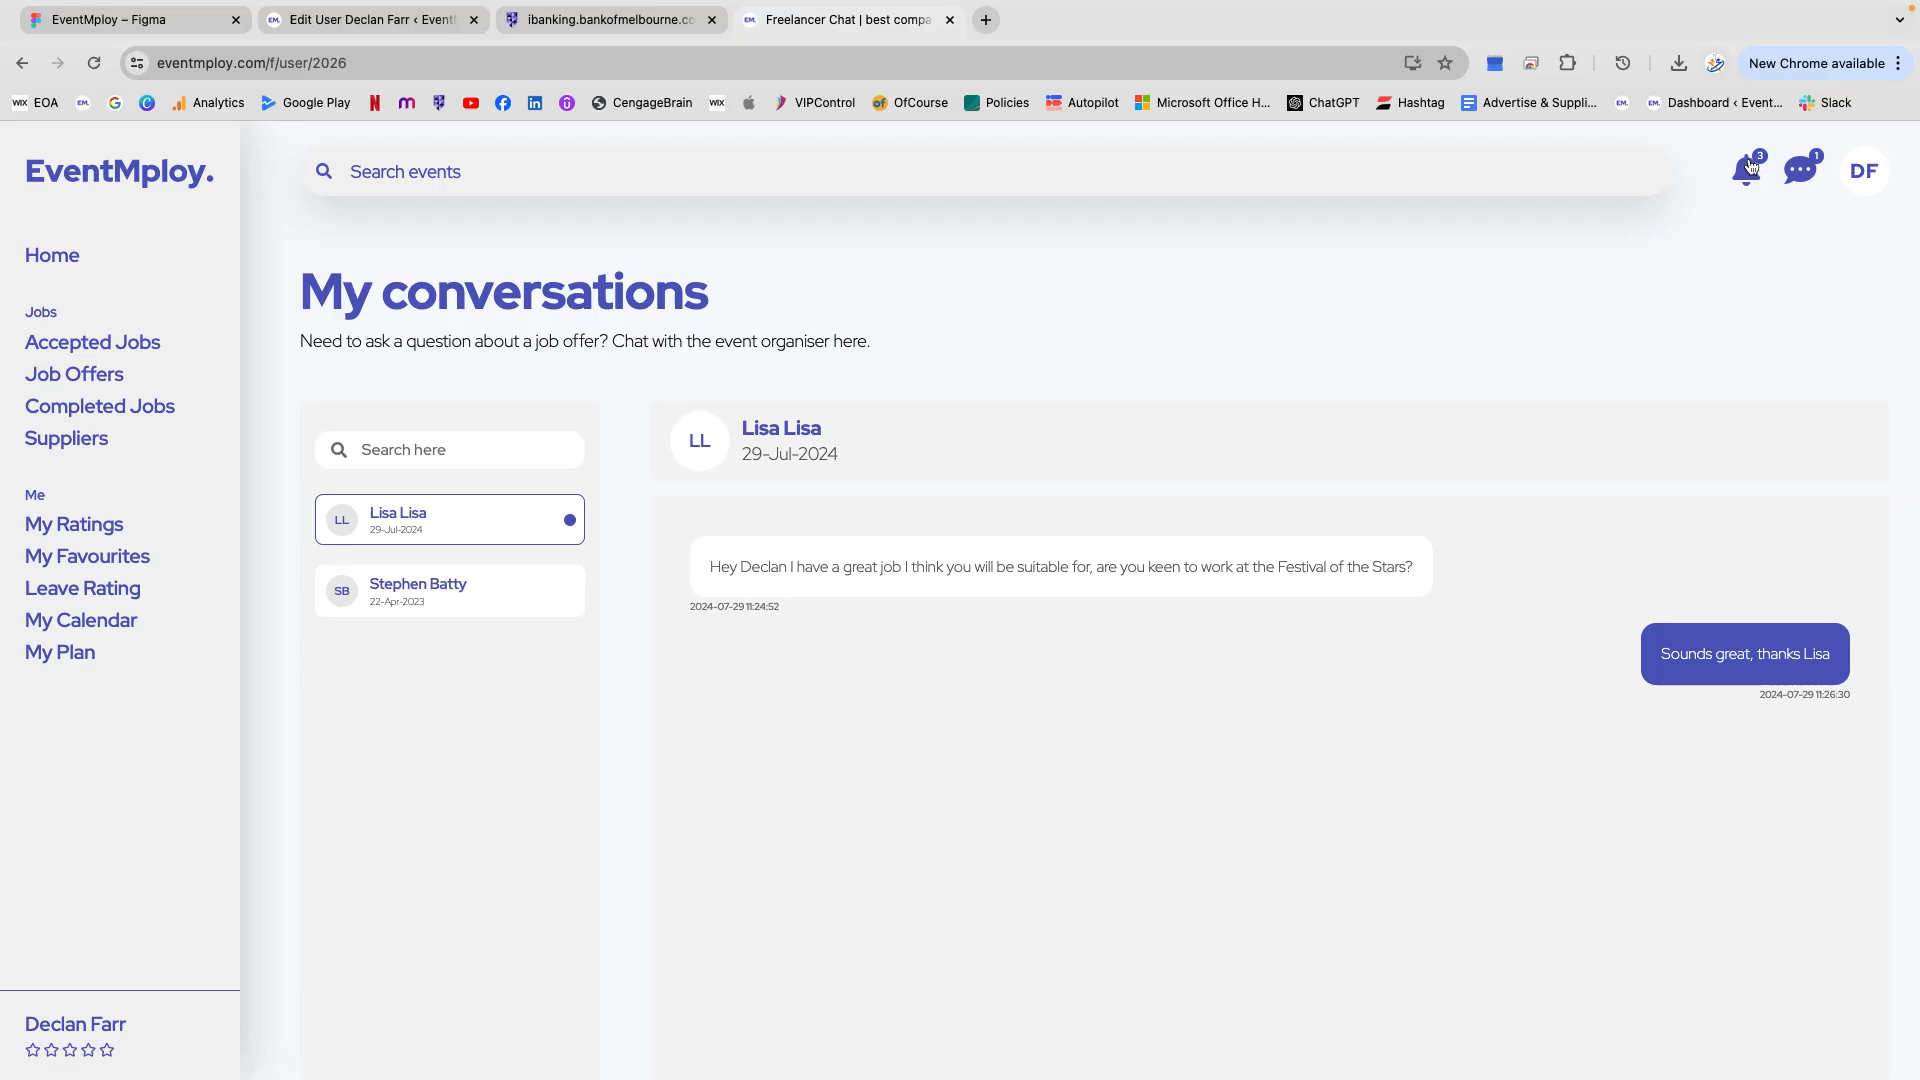 EventMploy – Figma
Edit User Declan Farr ‹ Event
ibanking.bankofmelbourne.co
Freelancer Chat | best compa
eventmploy.com/f/user/2026
New Chrome available
WIX EOA
EM.
Analytics
Google Play
CengageBrain
WIX
VIPControl
OfCourse
Policies
Autopilot
Microsoft Office H...
ChatGPT
Hashtag
Advertise & Suppli...
EM.
EM. Dashboard ‹ Event...
Slack
EventMploy.
Search events
3
1
DF
Home
Jobs
Accepted Jobs
Job Offers
Completed Jobs
Suppliers
Me
My Ratings
My Favourites
Leave Rating
My Calendar
My Plan
Declan Farr
My conversations
Need to ask a question about a job offer? Chat with the event organiser here.
Search here
LL
Lisa Lisa
29-Jul-2024
SB
Stephen Batty
22-Apr-2023
LL
Lisa Lisa
29-Jul-2024
Hey Declan I have a great job I think you will be suitable for, are you keen to work at the Festival of the Stars?
2024-07-29 11:24:52
Sounds great, thanks Lisa
2024-07-29 11:26:30